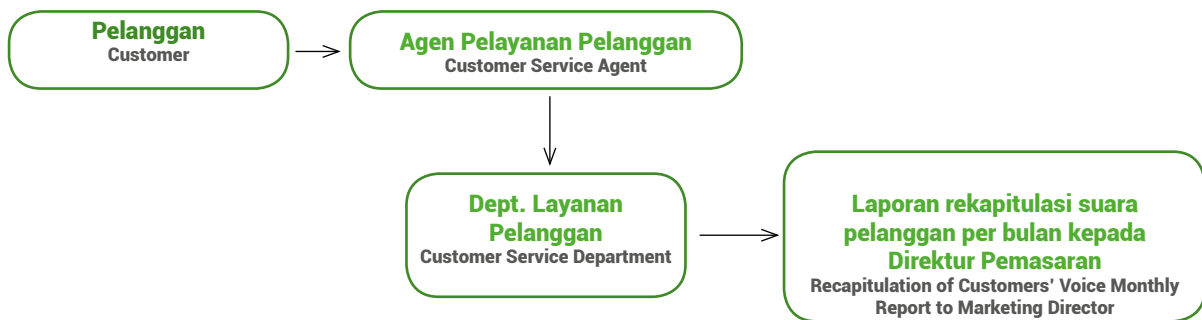 Pelanggan
Customer
Agen Pelayanan Pelanggan
Customer Service Agent
Dept. Layanan
Pelanggan
Customer Service Department
Laporan rekapitulasi suara
pelanggan per bulan kepada
Direktur Pemasaran
Recapitulation of Customers' Voice Monthly
Report to Marketing Director